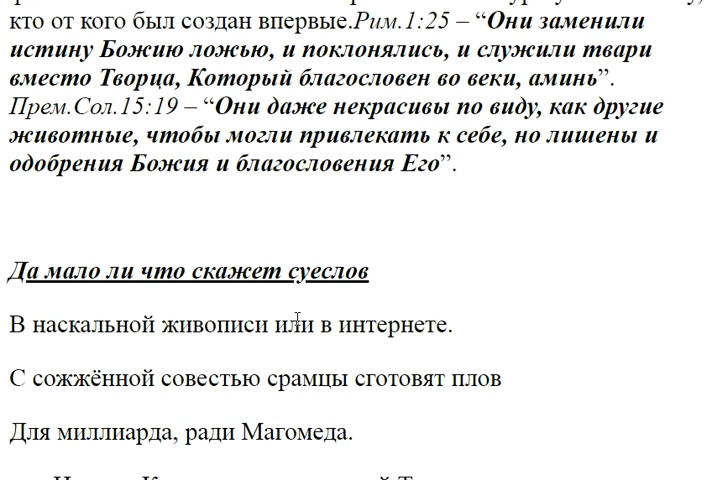 кто от кого был создан впервые.Рим.1:25 – “Они заменили
истину Божию ложью, и поклонялись, и служили твари
вместо Творца, Который благословен во веки, аминь”.
Прем.Сол.15:19 – “Они даже некрасивы по виду, как другие
животные, чтобы могли привлекать к себе, но лишены и
одобрения Божия и благословения Его”.
Да мало ли что скажет суеслов
В наскальной живописи или в интернете.
С сожжённой совестью срамцы сготовят плов
Для миллиарда, ради Магомеда.